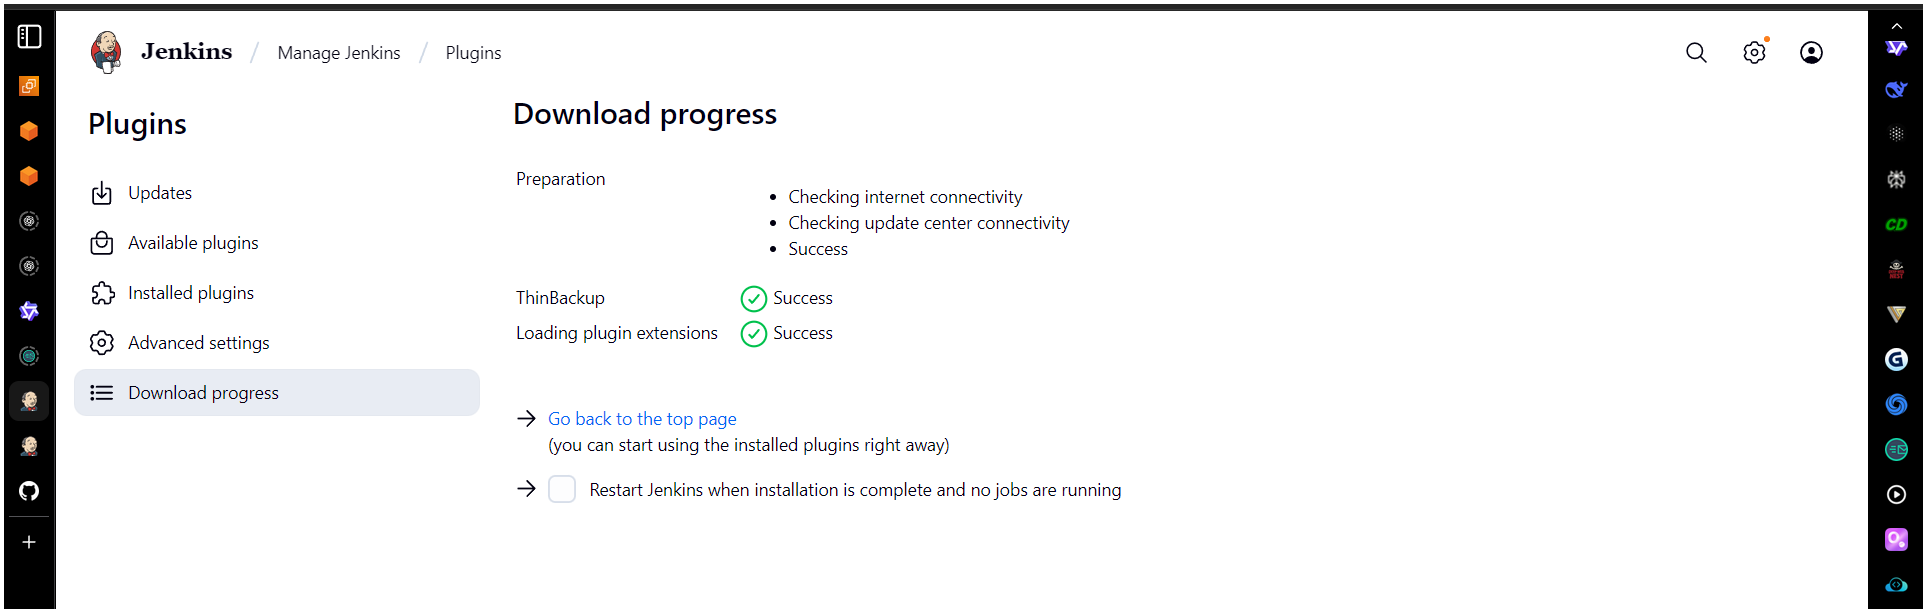 Jenkins / Manage Jenkins / Plugins
Plugins
Updates
Available plugins
Installed plugins
Advanced settings
Download progress
Download progress
Preparation
Checking internet connectivity
Checking update center connectivity
Success
ThinBackup Success
Loading plugin extensions Success
Go back to the top page
(you can start using the installed plugins right away)
Restart Jenkins when installation is complete and no jobs are running
CD